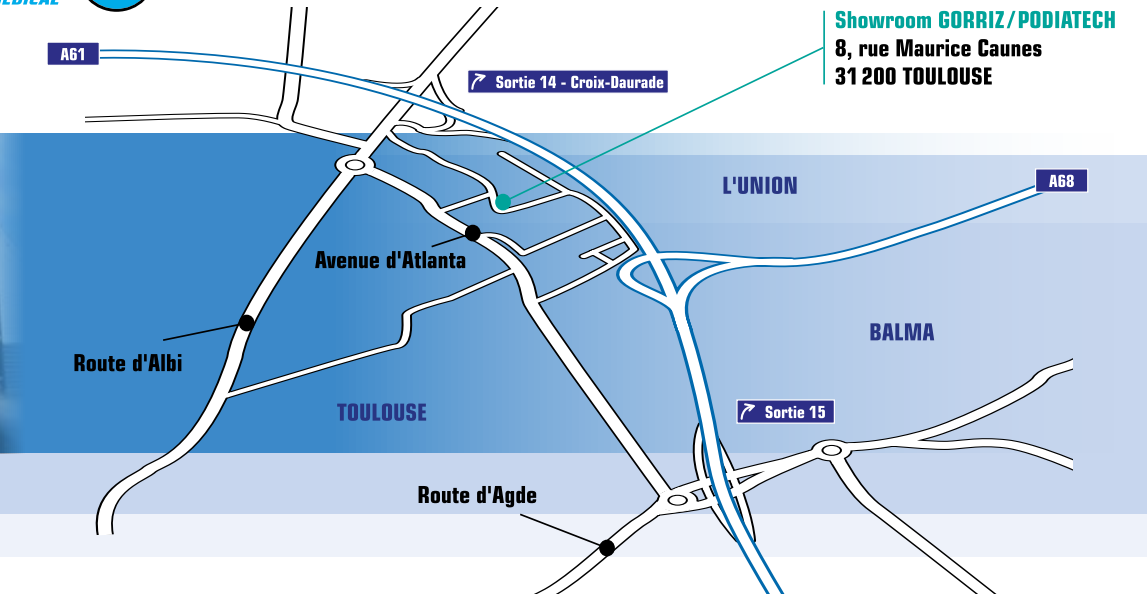 MEDICAL
Showroom GORRIZ/PODIATECH
8, rue Maurice Caunes
31 200 TOULOUSE
A61
Sortie 14 - Croix-Daurade
L'UNION
A68
Avenue d'Atlanta
BALMA
Route d'Albi
TOULOUSE
Sortie 15
Route d'Agde